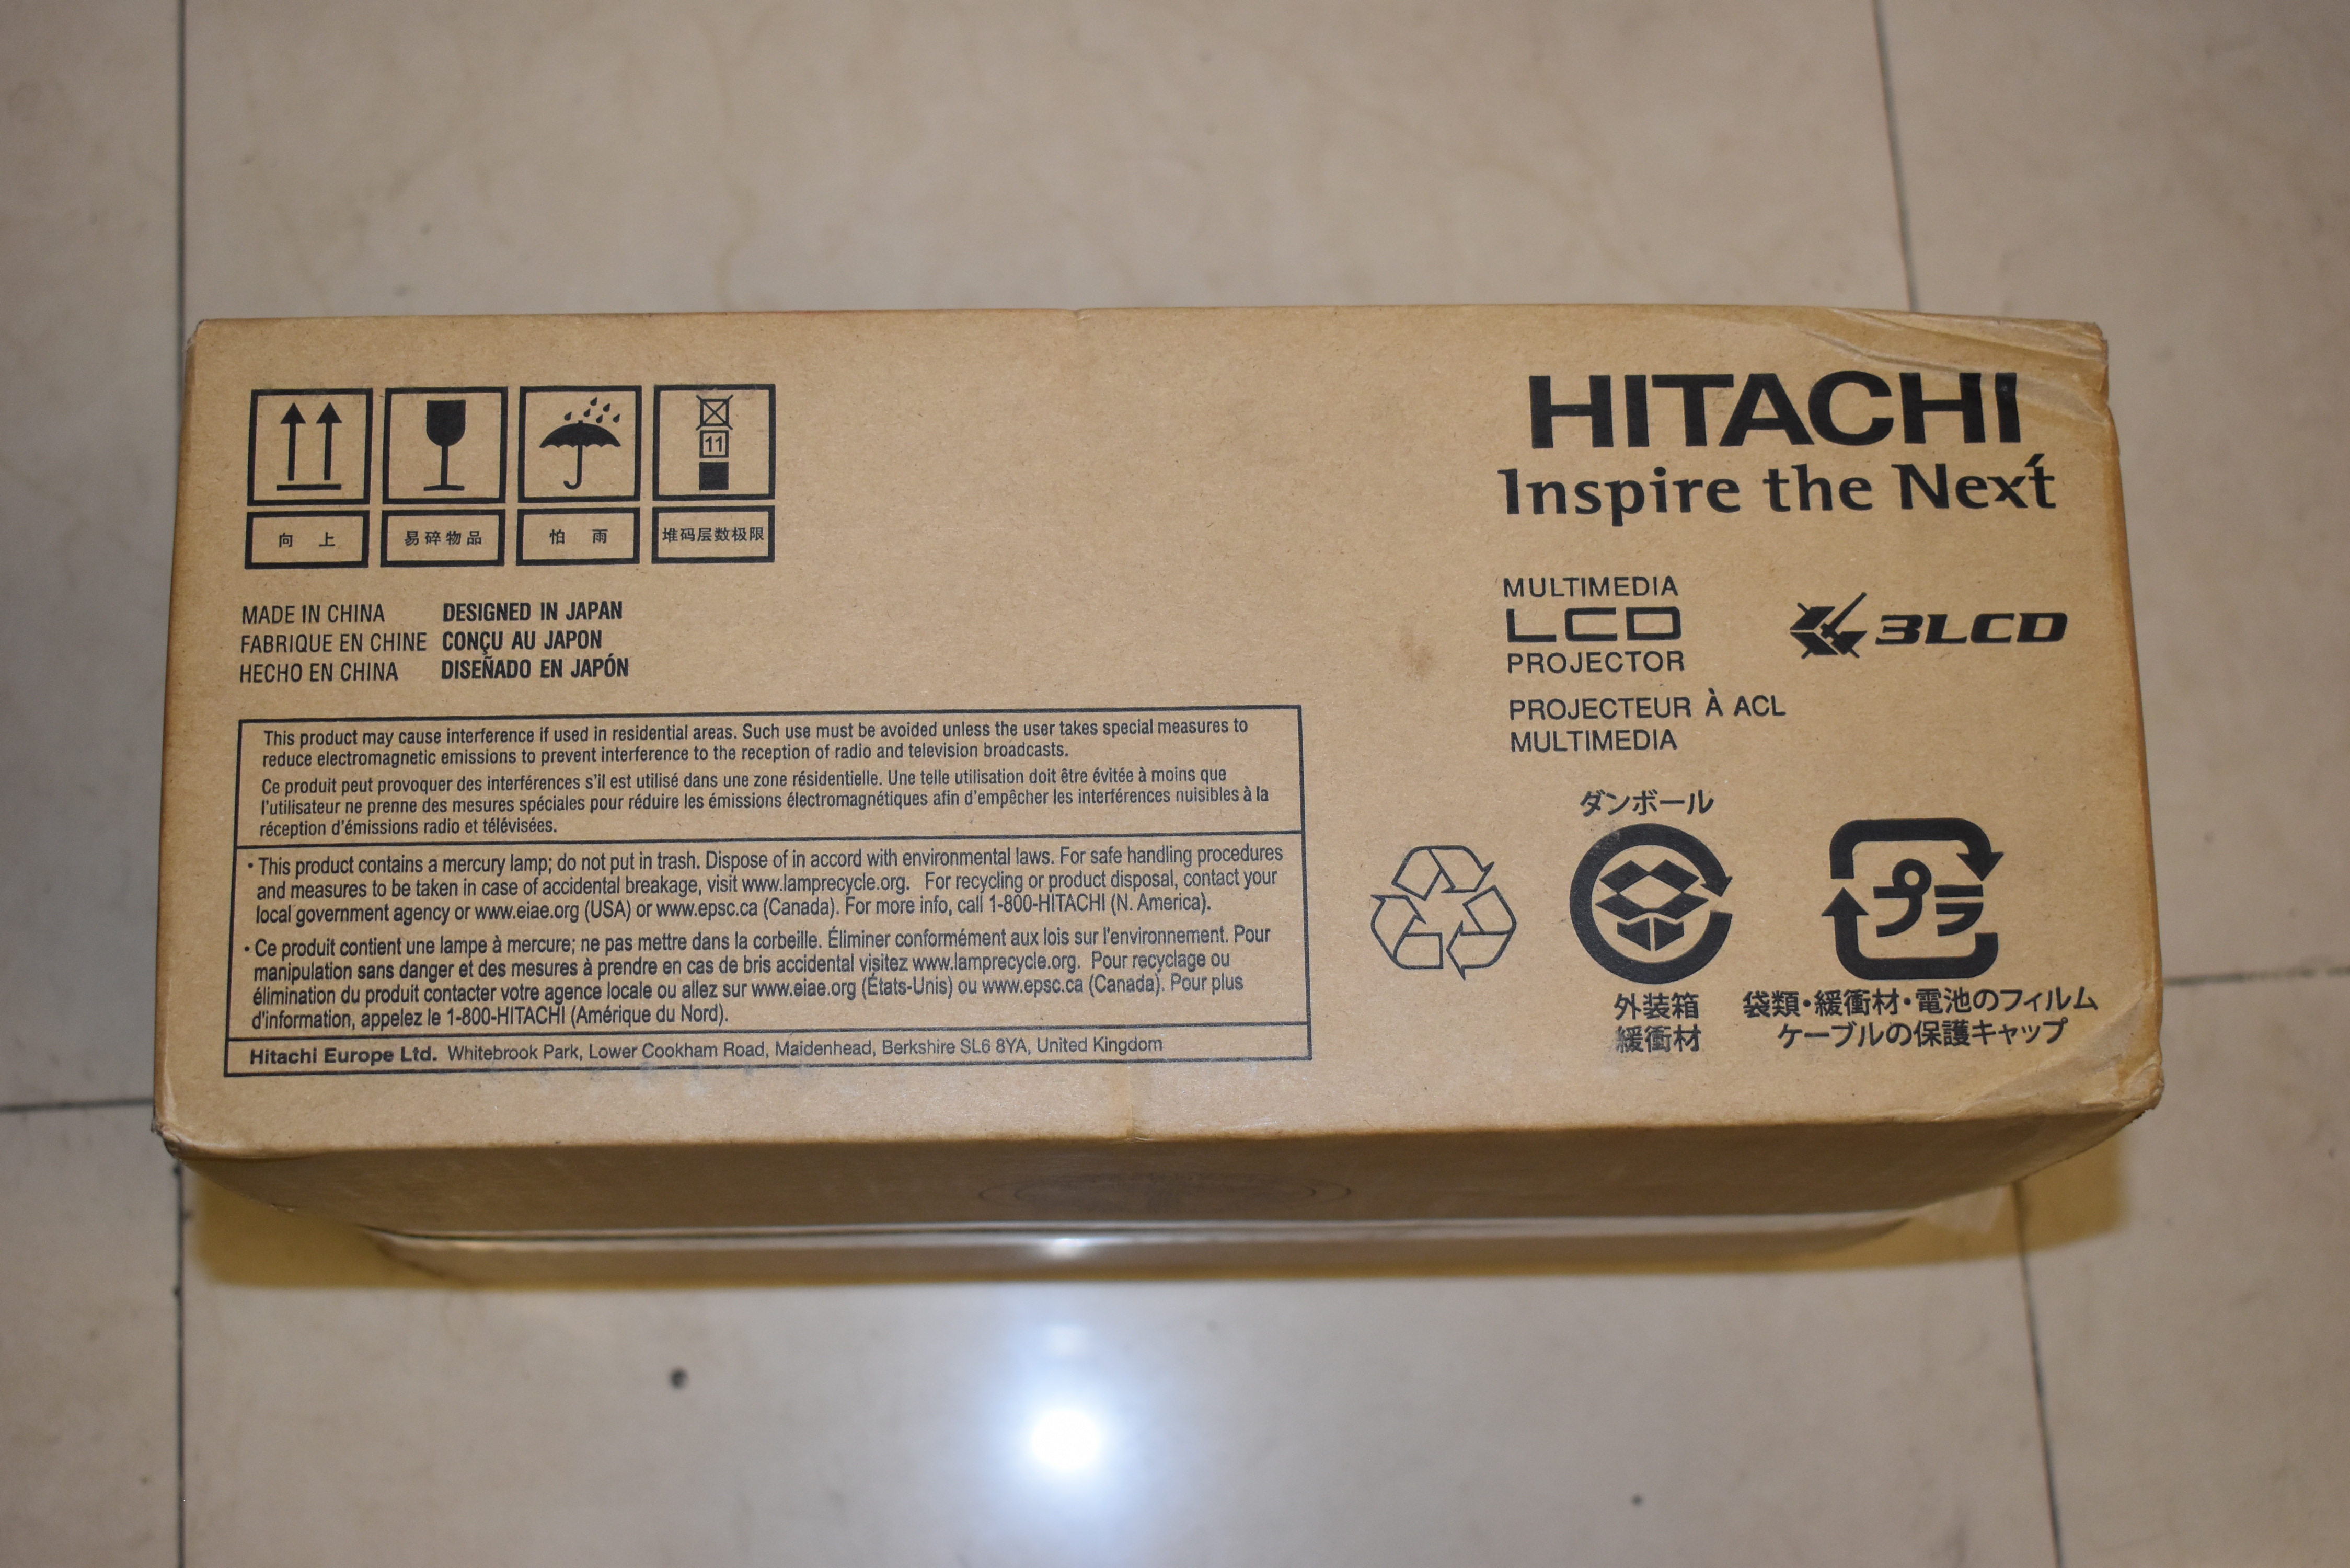 11
向 上
易碎物品
怕 雨
堆码层数极限
MADE IN CHINA
FABRIQUE EN CHINE
HECHO EN CHINA
DESIGNED IN JAPAN
CONÇU AU JAPON
DISEÑADO EN JAPÓN
This product may cause interference if used in residential areas. Such use must be avoided unless the user takes special measures to
reduce electromagnetic emissions to prevent interference to the reception of radio and television broadcasts.
Ce produit peut provoquer des interférences s'il est utilisé dans une zone résidentielle. Une telle utilisation doit être évitée à moins que
l'utilisateur ne prenne des mesures spéciales pour réduire les émissions électromagnétiques afin d'empêcher les interférences nuisibles à la
réception d'émissions radio et télévisées.
• This product contains a mercury lamp; do not put in trash. Dispose of in accord with environmental laws. For safe handling procedures
and measures to be taken in case of accidental breakage, visit www.lamprecycle.org. For recycling or product disposal, contact your
local government agency or www.eiae.org (USA) or www.epsc.ca (Canada). For more info, call 1-800-HITACHI (N. America).
• Ce produit contient une lampe à mercure; ne pas mettre dans la corbeille. Éliminer conformément aux lois sur l'environnement. Pour
manipulation sans danger et des mesures à prendre en cas de bris accidental visitez www.lamprecycle.org. Pour recyclage ou
élimination du produit contacter votre agence locale ou allez sur www.eiae.org (États-Unis) ou www.epsc.ca (Canada). Pour plus
d'information, appelez le 1-800-HITACHI (Amérique du Nord).
Hitachi Europe Ltd. Whitebrook Park, Lower Cookham Road, Maidenhead, Berkshire SL6 8YA, United Kingdom
HITACHI
Inspire the Next
MULTIMEDIA
LCD
PROJECTOR
3LCD
PROJECTEUR À ACL
MULTIMEDIA
ダンボール
外装箱
緩衝材
プラ
袋類・緩衝材・電池のフィルム
ケーブルの保護キャップ